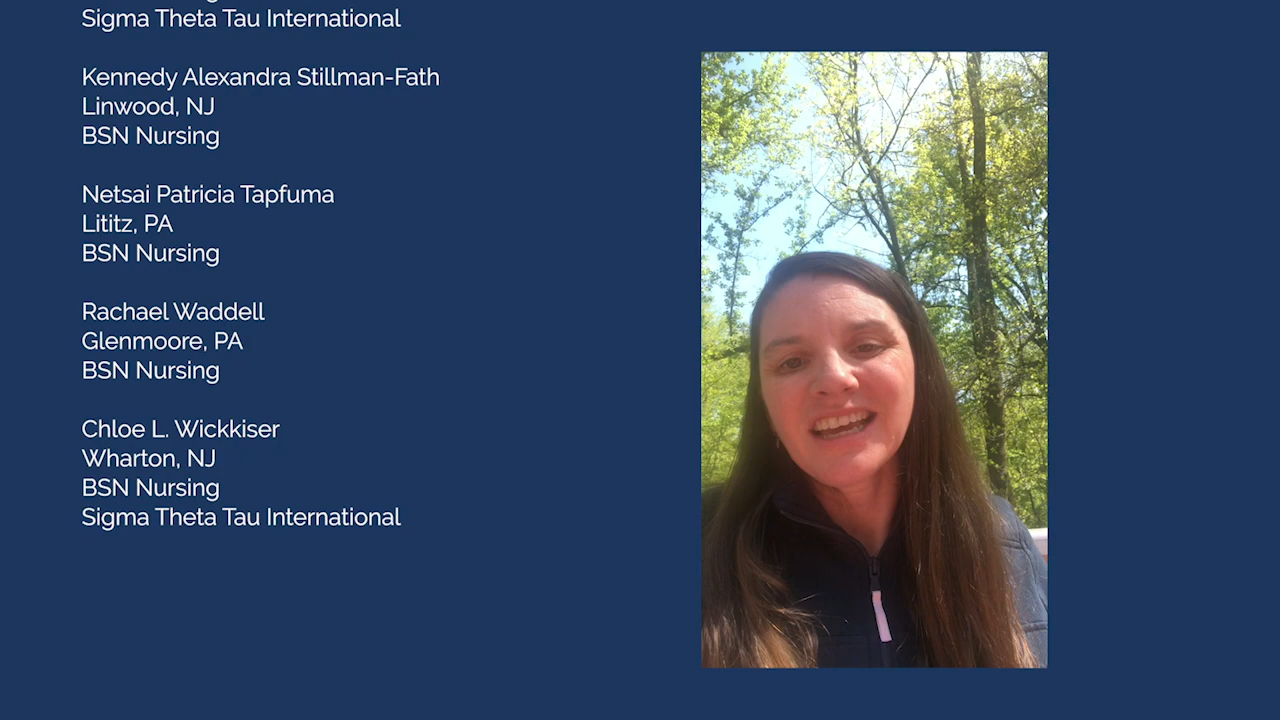 Sigma Theta Tau International
Kennedy Alexandra Stillman-Fath
Linwood, NJ
BSN Nursing
Netsai Patricia Tapfuma
Lititz, PA
BSN Nursing
Rachael Waddell
Glenmoore, PA
BSN Nursing
Chloe L. Wickkiser
Wharton, NJ
BSN Nursing
Sigma Theta Tau International